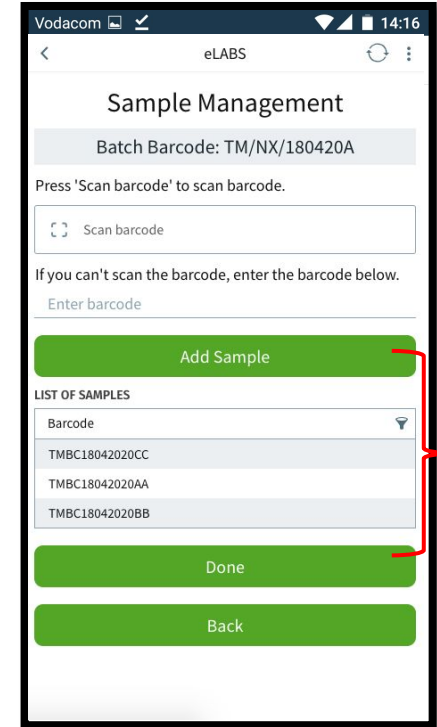 Vodacom 14:16
eLABS
Sample Management
Batch Barcode: TM/NX/180420A
Press 'Scan barcode' to scan barcode.
Scan barcode
If you can't scan the barcode, enter the barcode below.
Enter barcode
Add Sample
LIST OF SAMPLES
Barcode
TMBC18042020CC
TMBC18042020AA
TMBC18042020BB
Done
Back